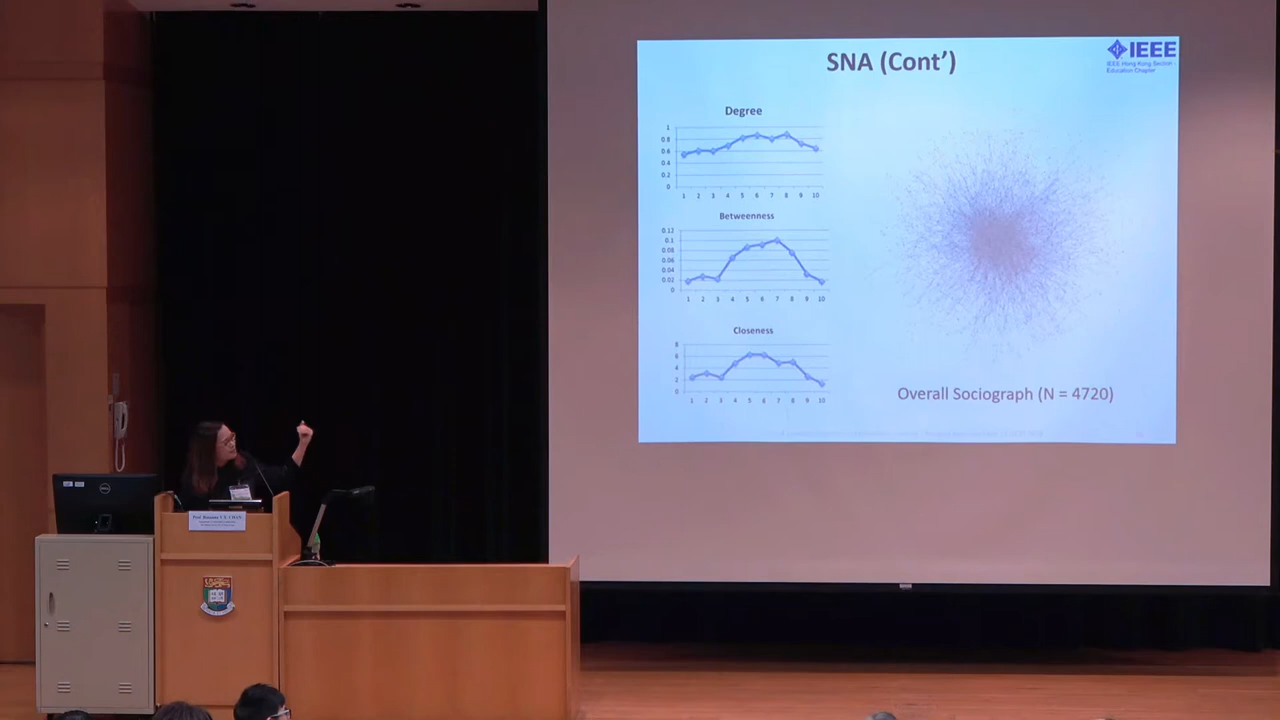 SNA (Cont')
IEEE
IEEE Hong Kong Section
Education Chapter
Degree
1
0.8
0.6
0.4
0.2
0
1 2 3 4 5 6 7 8 9 10
Betweenness
0.12
0.1
0.08
0.06
0.04
0.02
0
1 2 3 4 5 6 7 8 9 10
Closeness
8
6
4
2
0
1 2 3 4 5 6 7 8 9 10
Overall Sociograph (N = 4720)
DELL